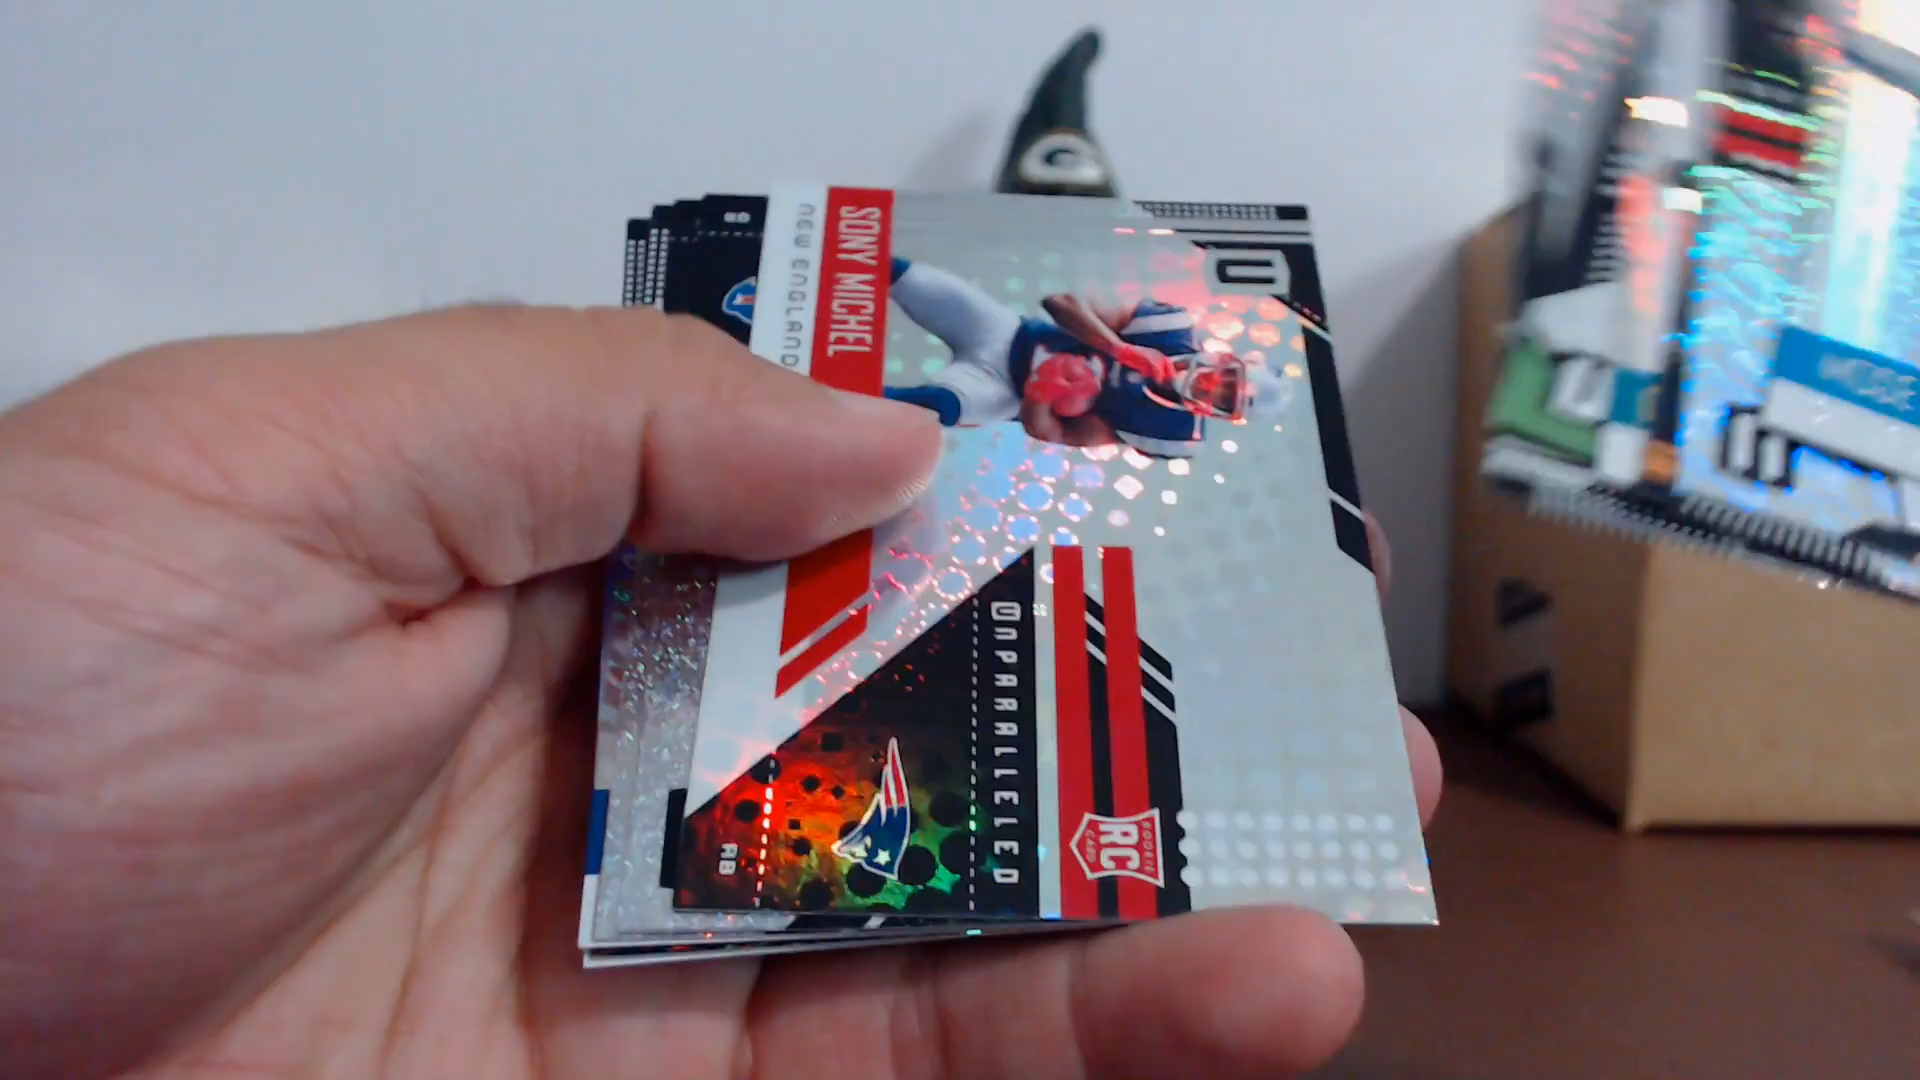 SONY MICHEL
NEW ENGLAND
UNPARALLELED
RB
RC
ROOKIE
CARD
U
G